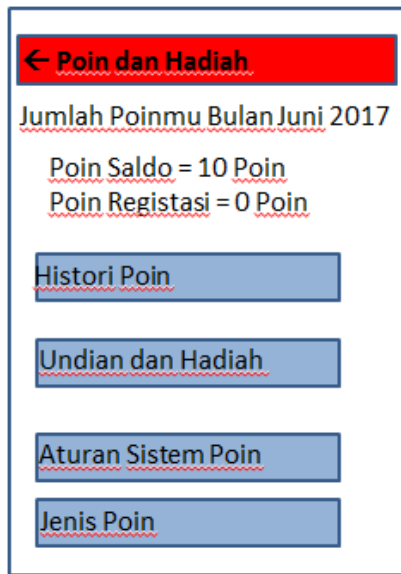 ← Poin dan Hadiah
Jumlah Poinmu Bulan Juni 2017
Poin Saldo = 10 Poin
Poin Registasi = 0 Poin
Histori Poin
Undian dan Hadiah
Aturan Sistem Poin
Jenis Poin